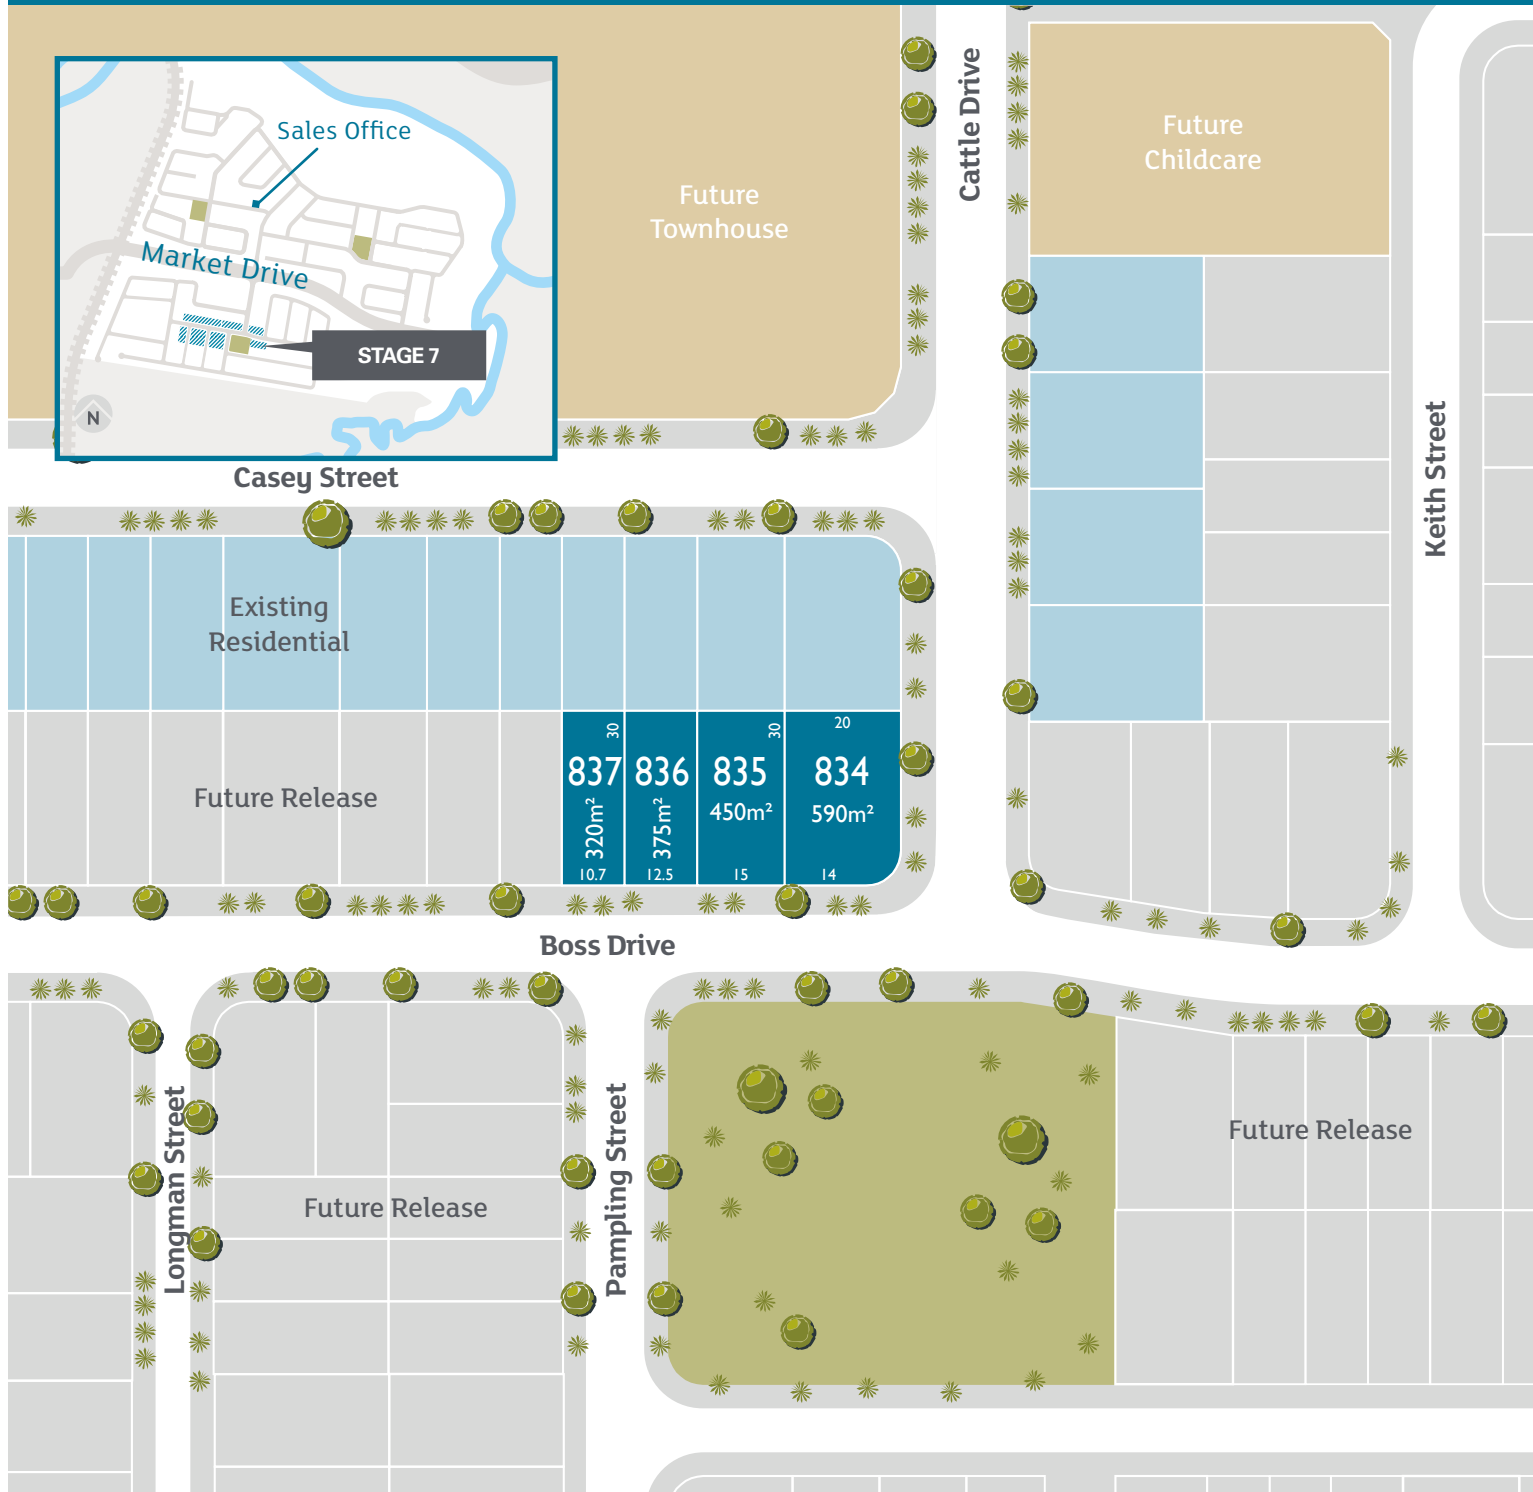 Sales Office
Market Drive
STAGE 7
N
Future
Townhouse
Cattle Drive
Future
Childcare
Keith Street
Casey Street
Existing
Residential
Future Release
30
837
320m²
10.7
836
375m²
12.5
30
835
450m²
15
20
834
590m²
14
Boss Drive
Longman Street
Future Release
Pampling Street
Future Release